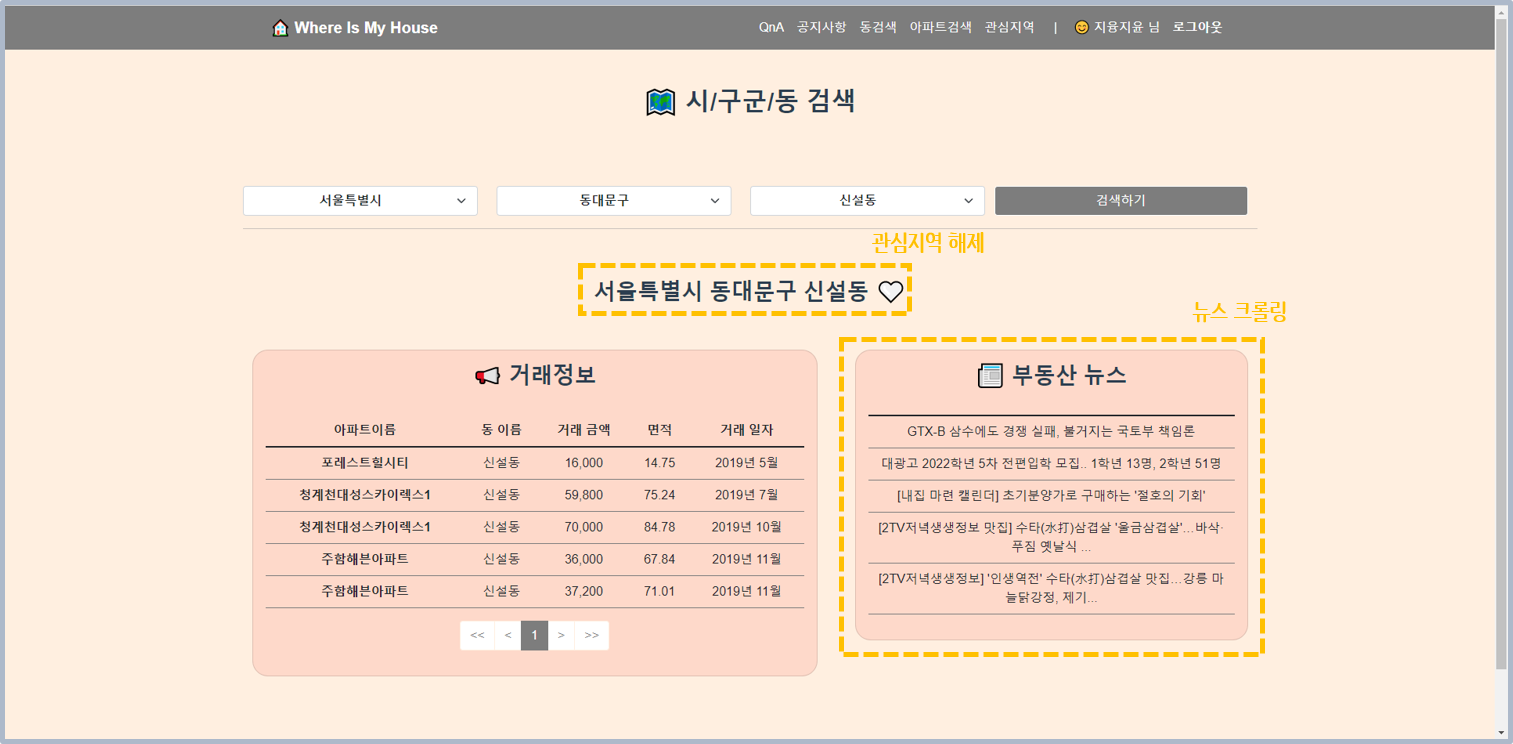 Where Is My House
QnA 공지사항 동검색 아파트검색 관심지역 | 지융지윤 님 로그아웃
시/구군/동 검색
서울특별시 동대문구 신설동 검색하기
관심지역 해제
서울특별시 동대문구 신설동
뉴스 크롤링
거래정보
아파트이름 동 이름 거래 금액 면적 거래 일자
포레스트힐시티 신설동 16,000 14.75 2019년 5월
청계천대성스카이렉스1 신설동 59,800 75.24 2019년 7월
청계천대성스카이렉스1 신설동 70,000 84.78 2019년 10월
주함해븐아파트 신설동 36,000 67.84 2019년 11월
주함해븐아파트 신설동 37,200 71.01 2019년 11월
<< < 1 > >>
부동산 뉴스
GTX-B 삼수에도 경쟁 실패, 불거지는 국토부 책임론
대광고 2022학년 5차 전편입학 모집.. 1학년 13명, 2학년 51명
[내집 마련 캘린더] 초기분양가로 구매하는 '절호의 기회'
[2TV저녁생생정보 맛집] 수타(水打)삼겹살 '울금삼겹살'…바삭·
푸짐 옛날식 ...
[2TV저녁생생정보] '인생역전' 수타(水打)삼겹살 맛집…강릉 마
늘닭강정, 제기...